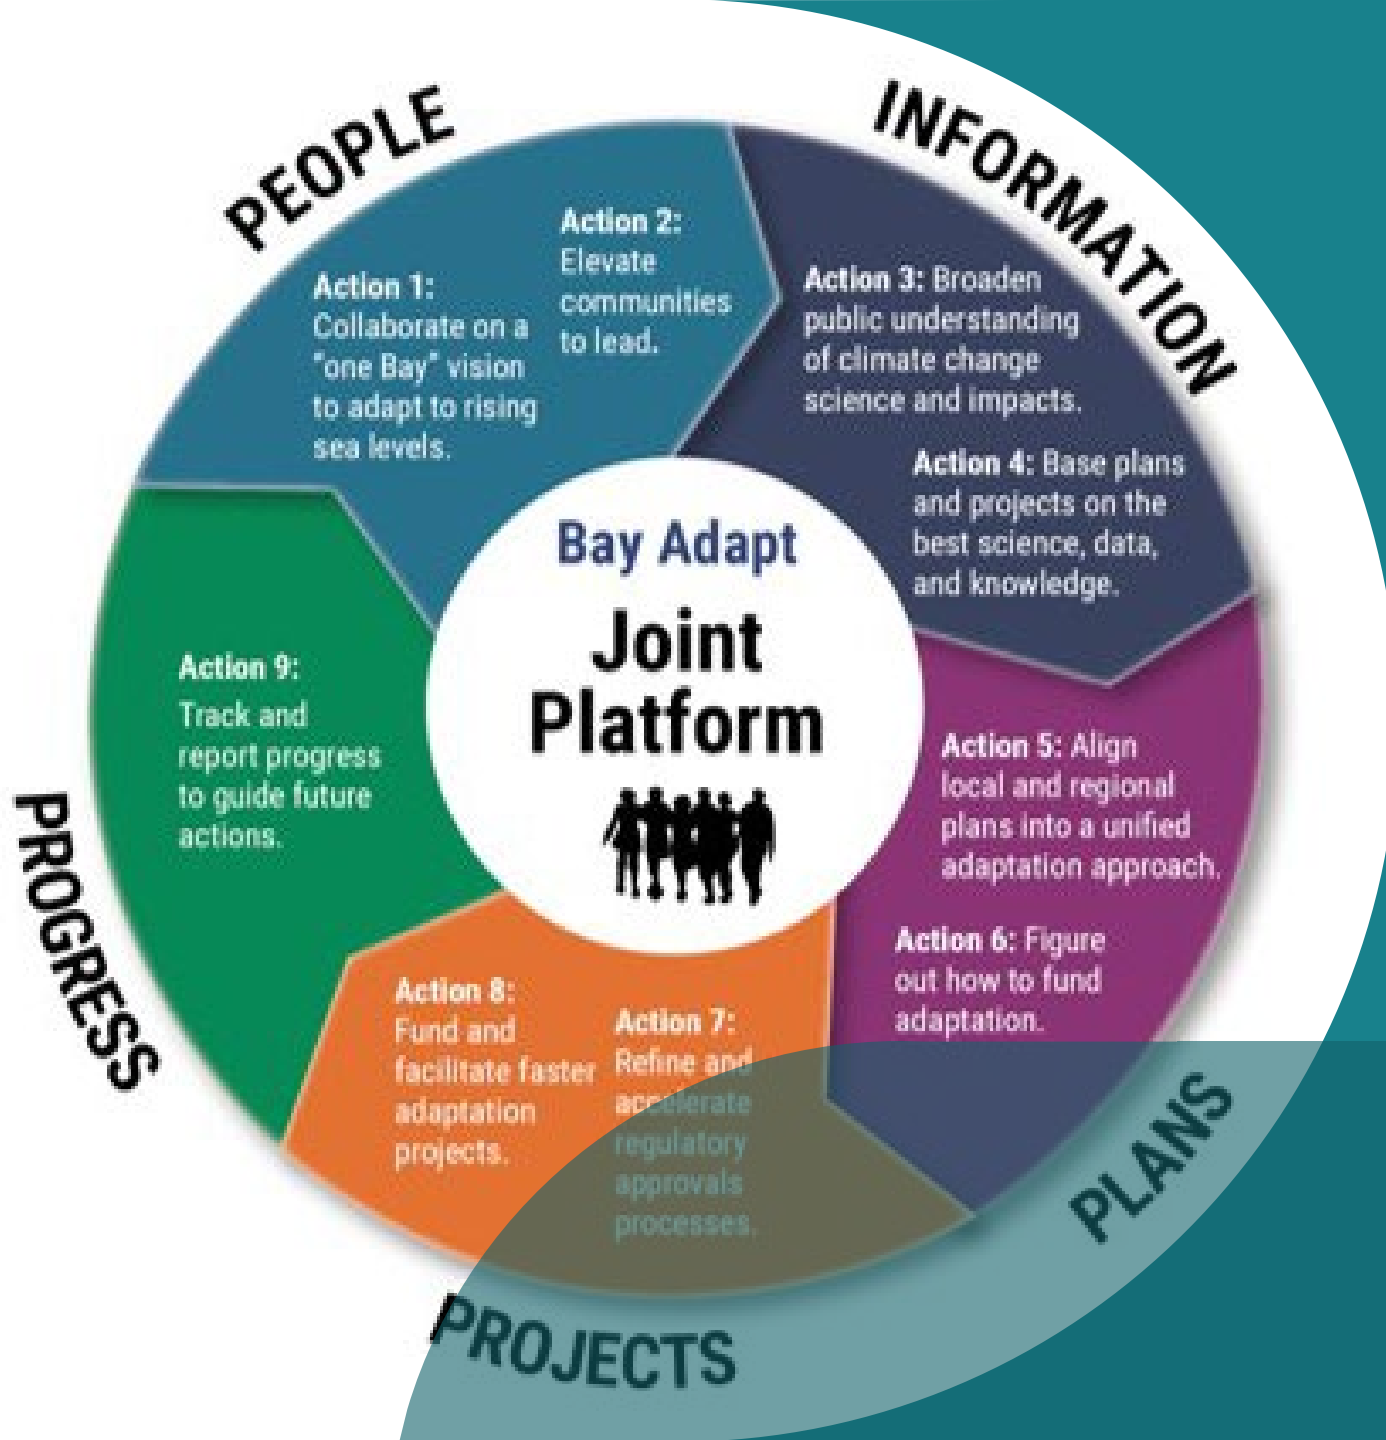 PEOPLE
INFORMATION
Action 1:
Collaborate on a
"one Bay" vision
to adapt to rising
sea levels.
Action 2:
Elevate
communities
to lead.
Action 3: Broaden
public understanding
of climate change
science and impacts.
Action 4: Base plans
and projects on the
best science, data,
and knowledge.
Bay Adapt
Joint
Platform
Action 5: Align
local and regional
plans into a unified
adaptation approach.
Action 6: Figure
out how to fund
adaptation.
PLANS
Action 7:
Refine and
accelerate
regulatory
approvals
processes.
Action 8:
Fund and
facilitate faster
adaptation
projects.
PROJECTS
Action 9:
Track and
report progress
to guide future
actions.
PROGRESS